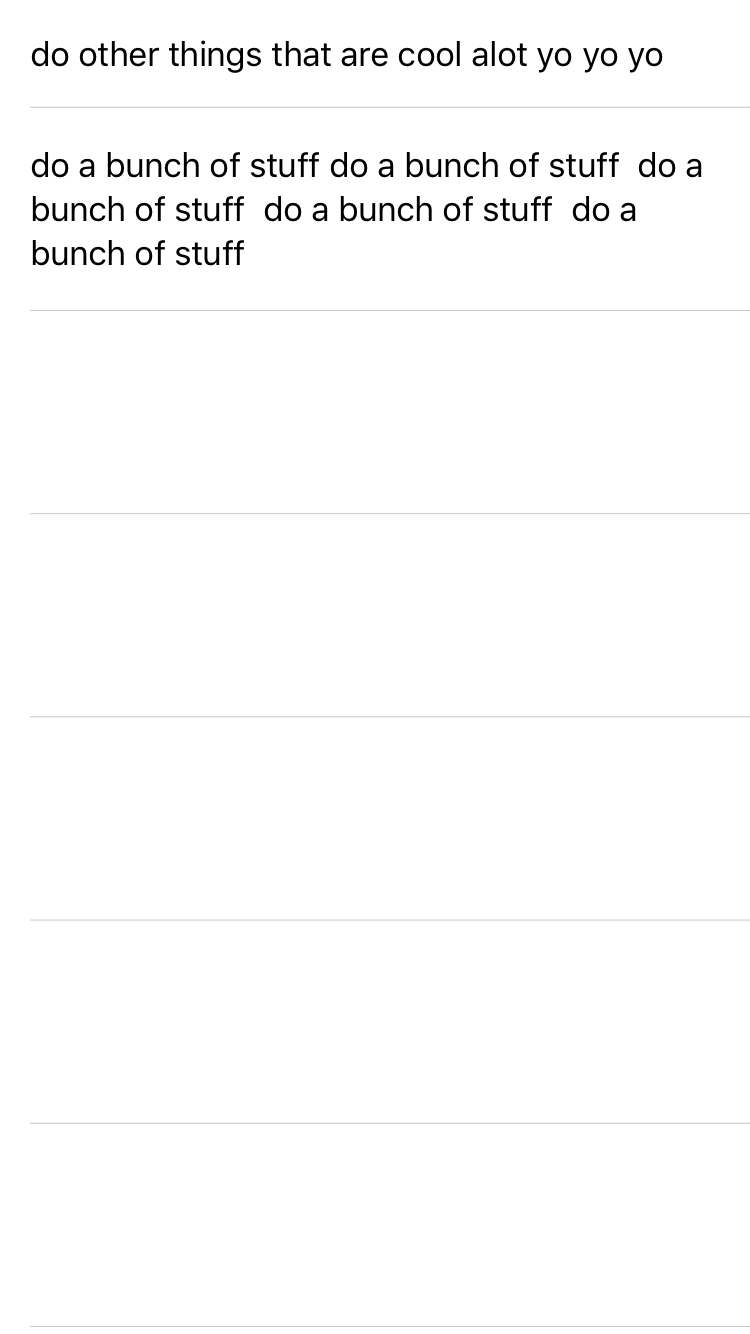 do other things that are cool alot yo yo yo
do a bunch of stuff do a bunch of stuff  do a
bunch of stuff  do a bunch of stuff  do a
bunch of stuff